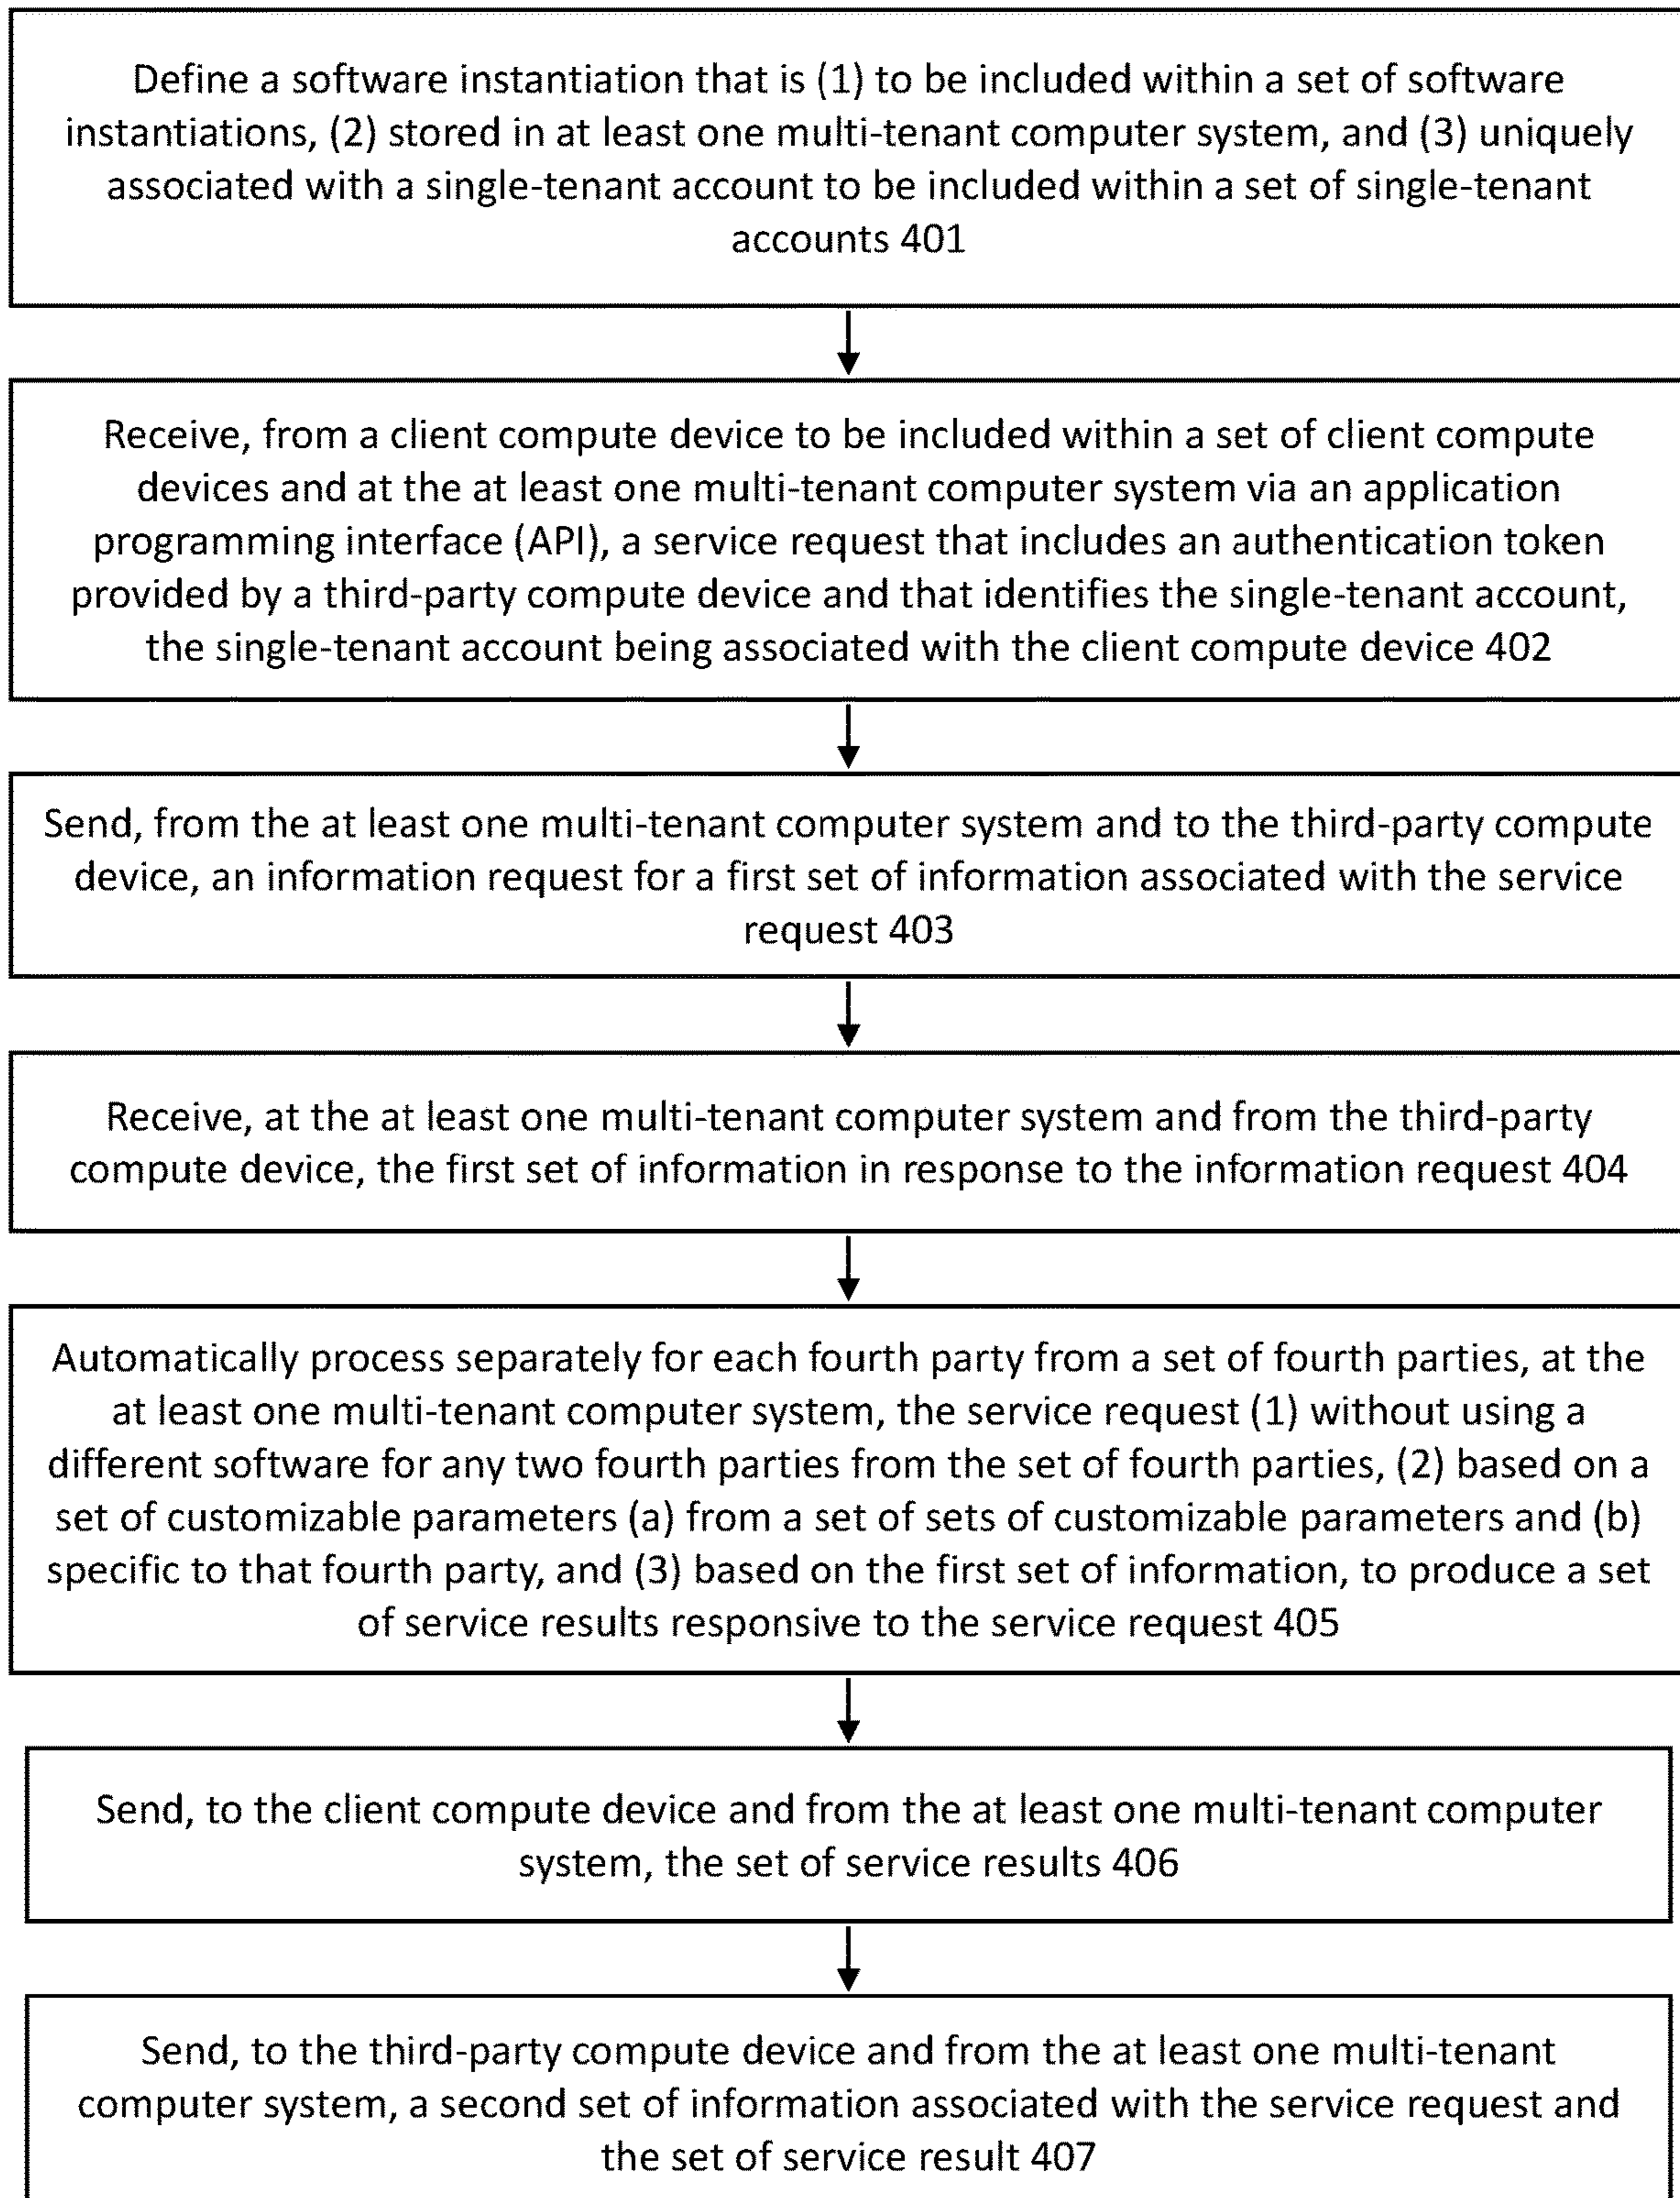 Define a software instantiation that is (1) to be included within a set of software
instantiations, (2) stored in at least one multi-tenant computer system, and (3) uniquely
associated with a single-tenant account to be included within a set of single-tenant
accounts 401
Receive, from a client compute device to be included within a set of client compute
devices and at the at least one multi-tenant computer system via an application
programming interface (API), a service request that includes an authentication token
provided by a third-party compute device and that identifies the single-tenant account,
the single-tenant account being associated with the client compute device 402
Send, from the at least one multi-tenant computer system and to the third-party compute
device, an information request for a first set of information associated with the service
request 403
Receive, at the at least one multi-tenant computer system and from the third-party
compute device, the first set of information in response to the information request 404
Automatically process separately for each fourth party from a set of fourth parties, at the
at least one multi-tenant computer system, the service request (1) without using a
different software for any two fourth parties from the set of fourth parties, (2) based on a
set of customizable parameters (a) from a set of sets of customizable parameters and (b)
specific to that fourth party, and (3) based on the first set of information, to produce a set
of service results responsive to the service request 405
Send, to the client compute device and from the at least one multi-tenant computer
system, the set of service results 406
Send, to the third-party compute device and from the at least one multi-tenant
computer system, a second set of information associated with the service request and
the set of service result 407